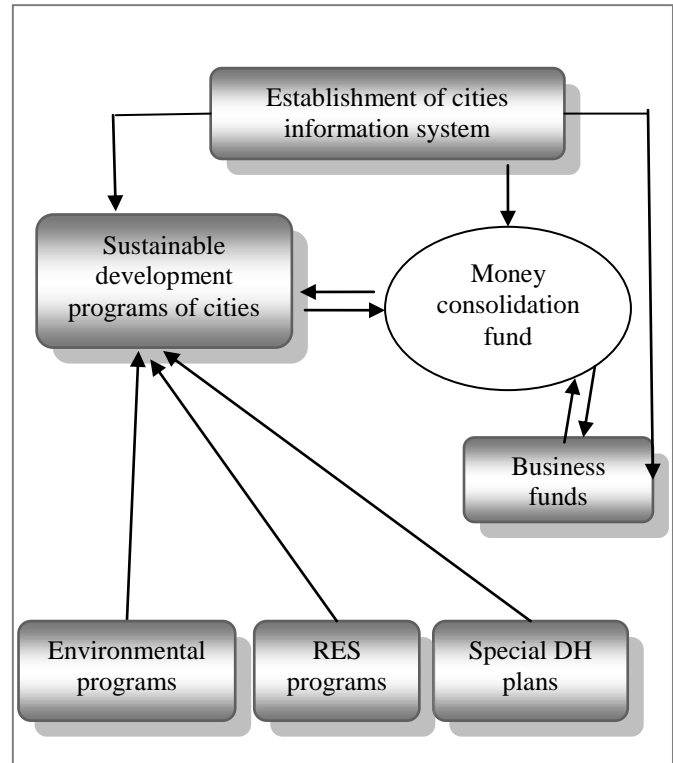 Establishment of cities
information system
Sustainable
development
programs of cities
Money
consolidation
fund
Business
funds
Environmental
programs
RES
programs
Special DH
plans